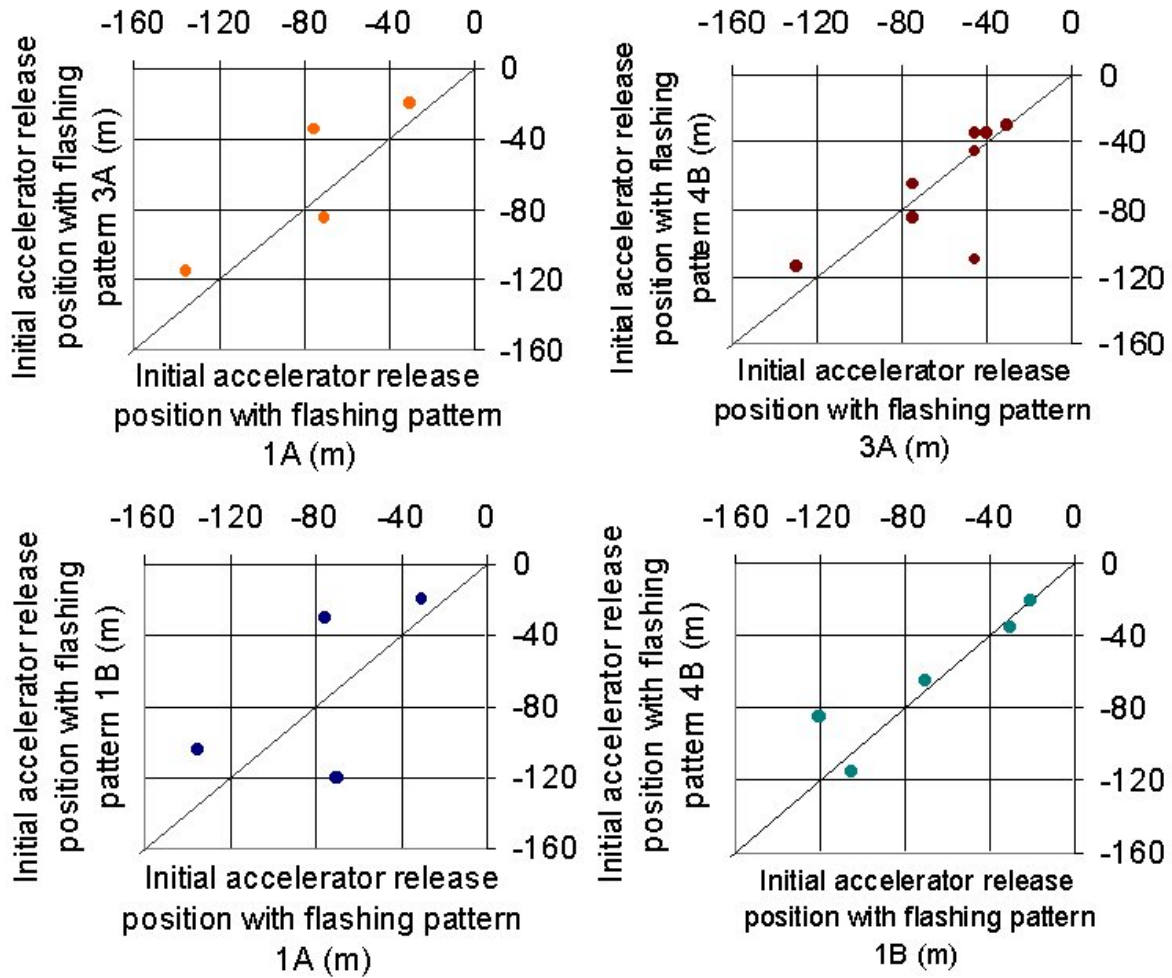 -160 -120 -80 -40 0
Initial accelerator release
position with flashing
pattern 3A (m)
0
-40
-80
-120
-160
Initial accelerator release
position with flashing pattern
1A (m)
-160 -120 -80 -40 0
Initial accelerator release
position with flashing
pattern 4B (m)
0
-40
-80
-120
-160
Initial accelerator release
position with flashing pattern
3A (m)
-160 -120 -80 -40 0
Initial accelerator release
position with flashing
pattern 1B (m)
0
-40
-80
-120
-160
Initial accelerator release
position with flashing pattern
1A (m)
-160 -120 -80 -40 0
Initial accelerator release
position with flashing
pattern 4B (m)
0
-40
-80
-120
-160
Initial accelerator release
position with flashing pattern
1B (m)